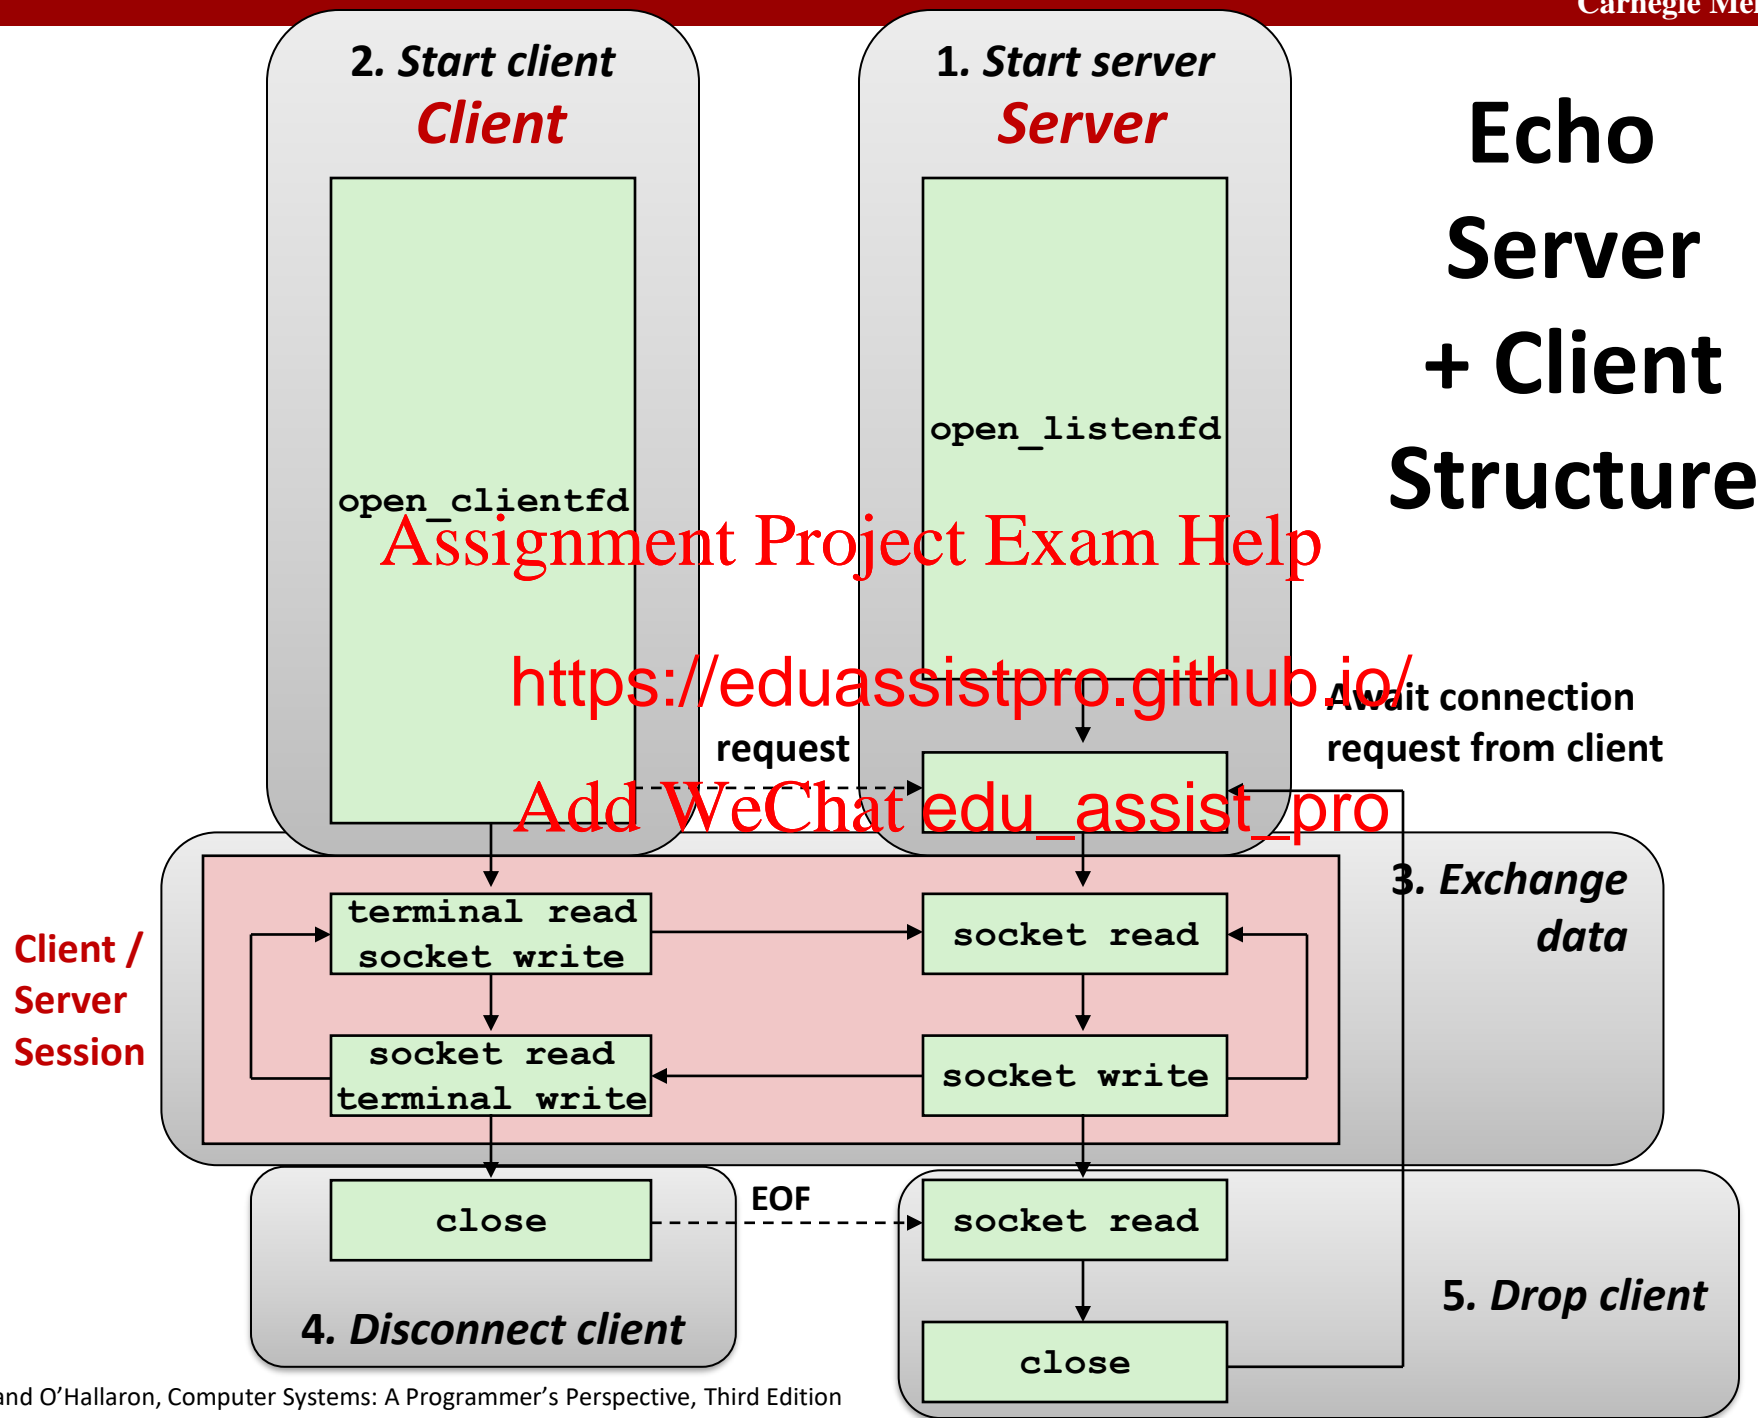 Carnegie Mel
2. Start client
Client
1. Start server
Server
Echo
Server
+ Client
Structure
open_listenfd
open_clientfd
Assignment Project Exam Help
https://eduassistpro.github.io/
Await connection
request from client
request
Add WeChat edu_assist_pro
3. Exchange
data
Client /
Server
Session
terminal read
socket write
socket read
socket read
terminal write
socket write
close
EOF
socket read
4. Disconnect client
5. Drop client
close
and O'Hallaron, Computer Systems: A Programmer's Perspective, Third Edition